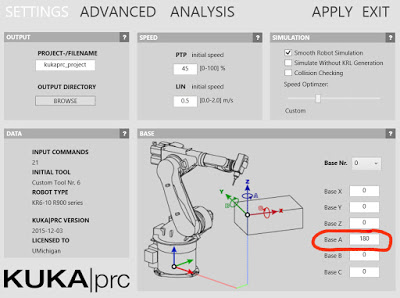 SETTINGS ADVANCED ANALYSIS APPLY EXIT
OUTPUT ?
PROJECT-/FILENAME
kukaprc_project
OUTPUT DIRECTORY
BROWSE
SPEED ?
PTP initial speed
45 [0-100] %
LIN initial speed
0.5 [0.0-2.0] m/s
SIMULATION ?
Smooth Robot Simulation
Simulate Without KRL Generation
Collision Checking
Speed Optimizer:
Custom
DATA ?
INPUT COMMANDS
21
INITIAL TOOL
Custom Tool Nr. 6
ROBOT TYPE
KR6-10 R900 series
KUKA|PRC VERSION
2015-12-03
LICENSED TO
UMichigan
KUKA|prc
BASE ?
Base Nr. 0
Base X 0
Base Y 0
Base Z 0
Base A 180
Base B 0
Base C 0
Z
A
Y
B
X
C